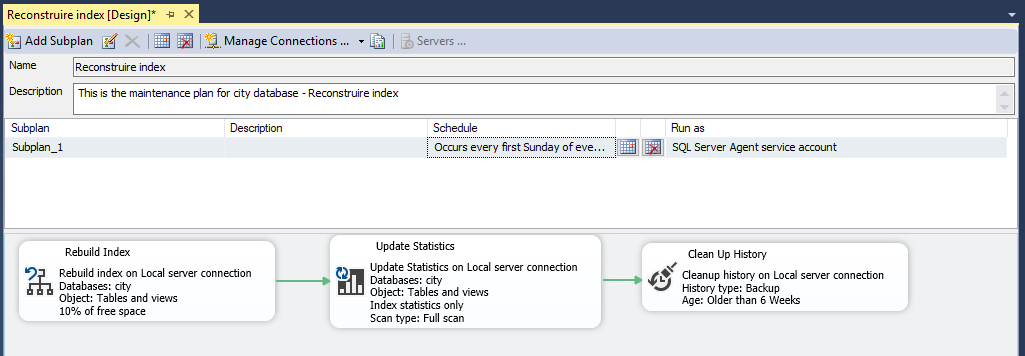 Reconstruire index [Design]*
Add Subplan
Manage Connections ...
Servers ...
Name
Reconstruire index
Description
This is the maintenance plan for city database - Reconstruire index
Subplan Description Schedule Run as
Subplan_1 Occurs every first Sunday of eve... SQL Server Agent service account
Rebuild Index
Rebuild index on Local server connection
Databases: city
Object: Tables and views
10% of free space
Update Statistics
Update Statistics on Local server connection
Databases: city
Object: Tables and views
Index statistics only
Scan type: Full scan
Clean Up History
Cleanup history on Local server connection
History type: Backup
Age: Older than 6 Weeks